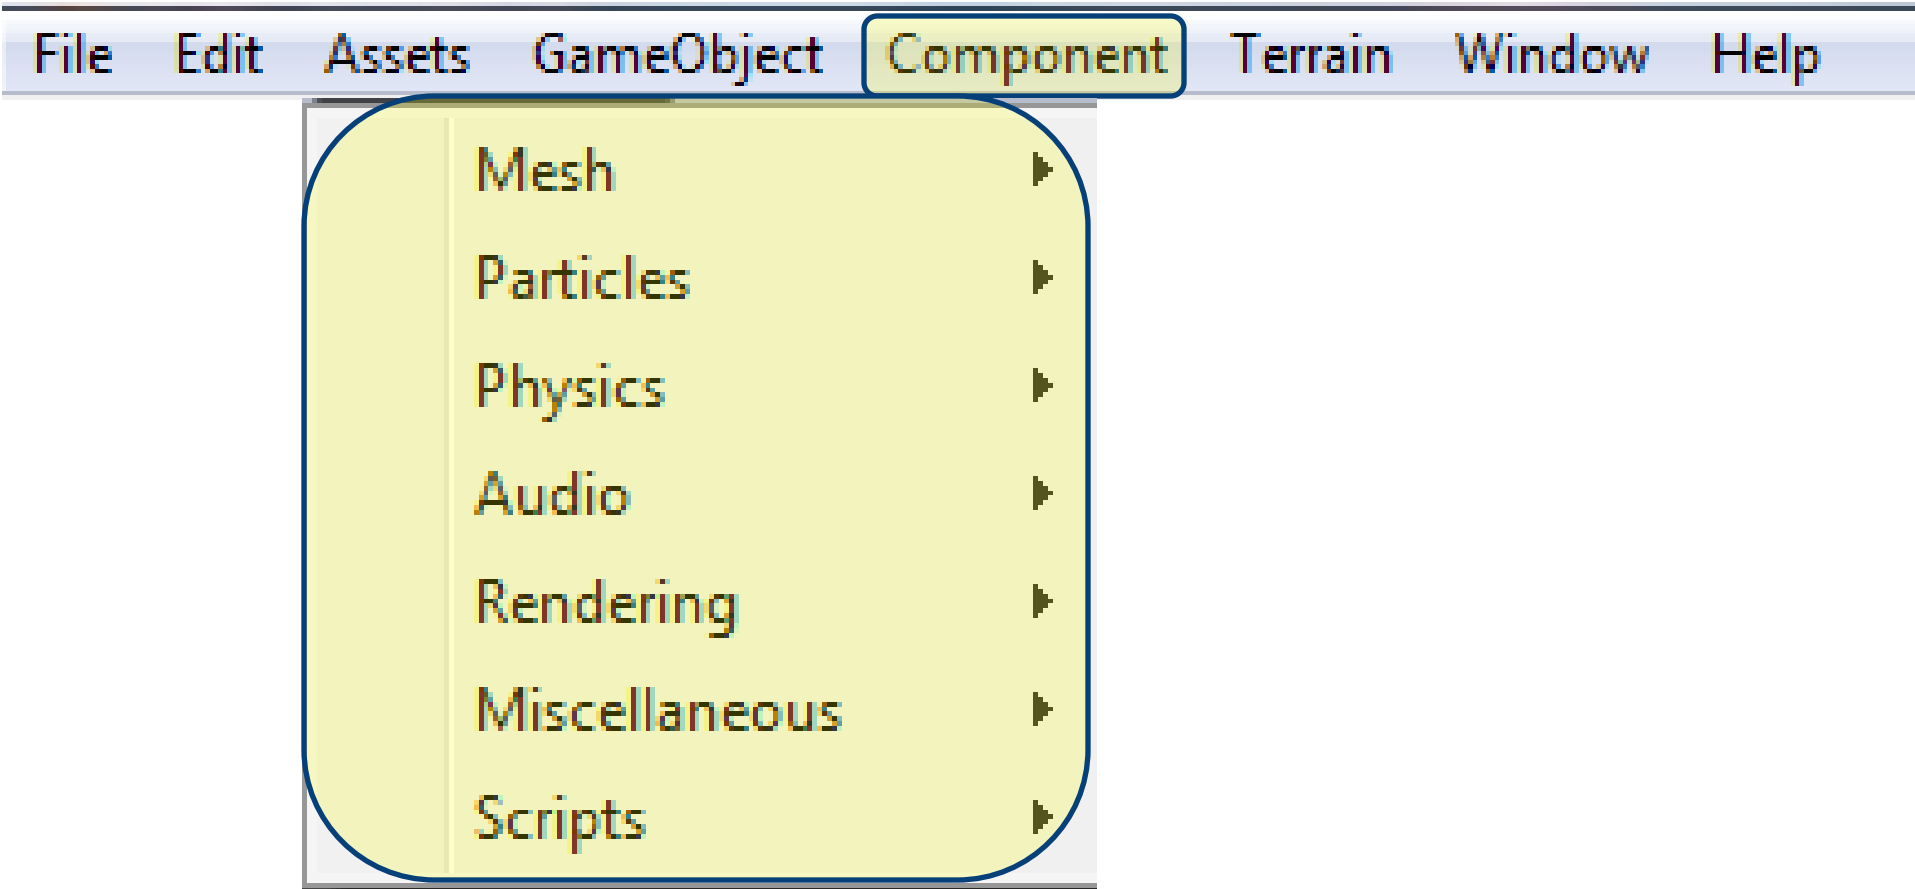 File Edit Assets GameObject Component Terrain Window Help
Mesh
Particles
Physics
Audio
Rendering
Miscellaneous
Scripts